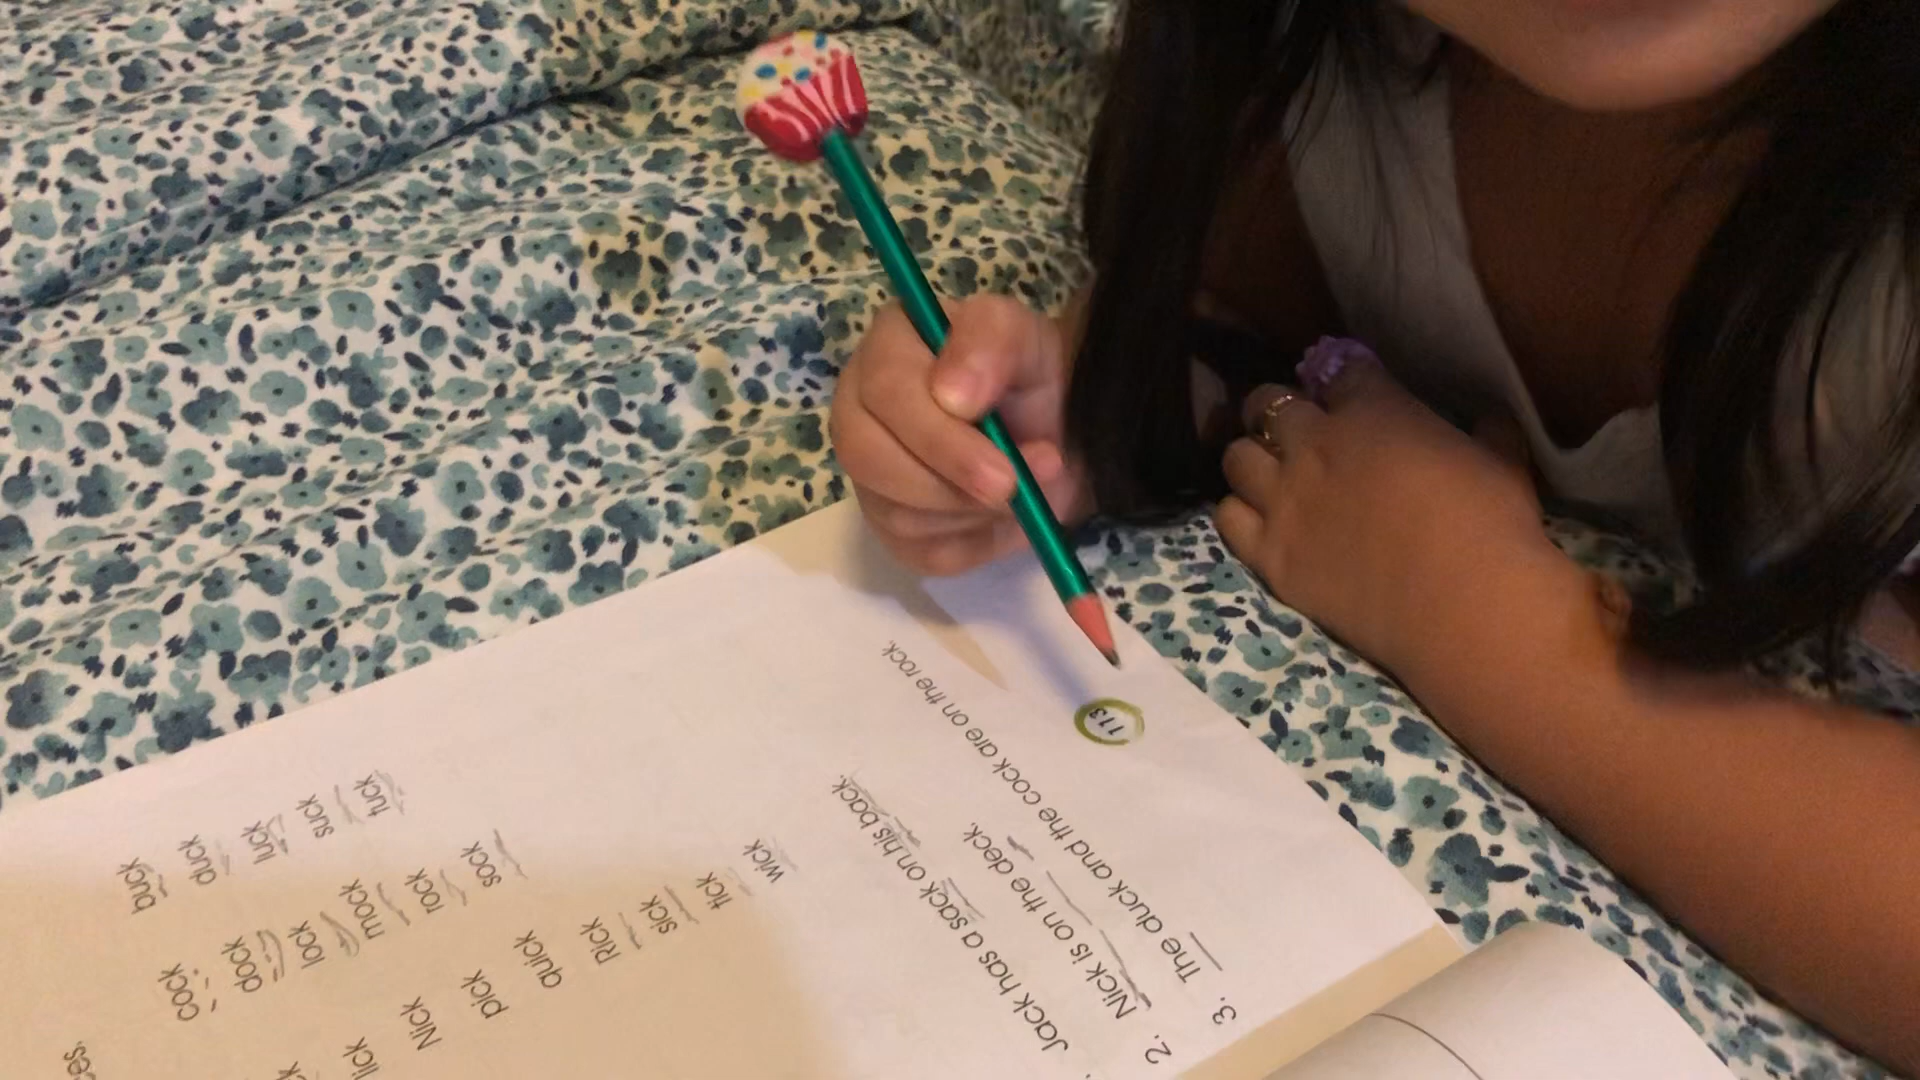 ces.
cock buck
ck dock duck
lick lock luck
Nick mock suck
pick rock tuck
quick sock
Rick
sick
tick
wick
Jack has a sack on his back.
2. Nick is on the deck.
3. The duck and the cock are on the rock.
113